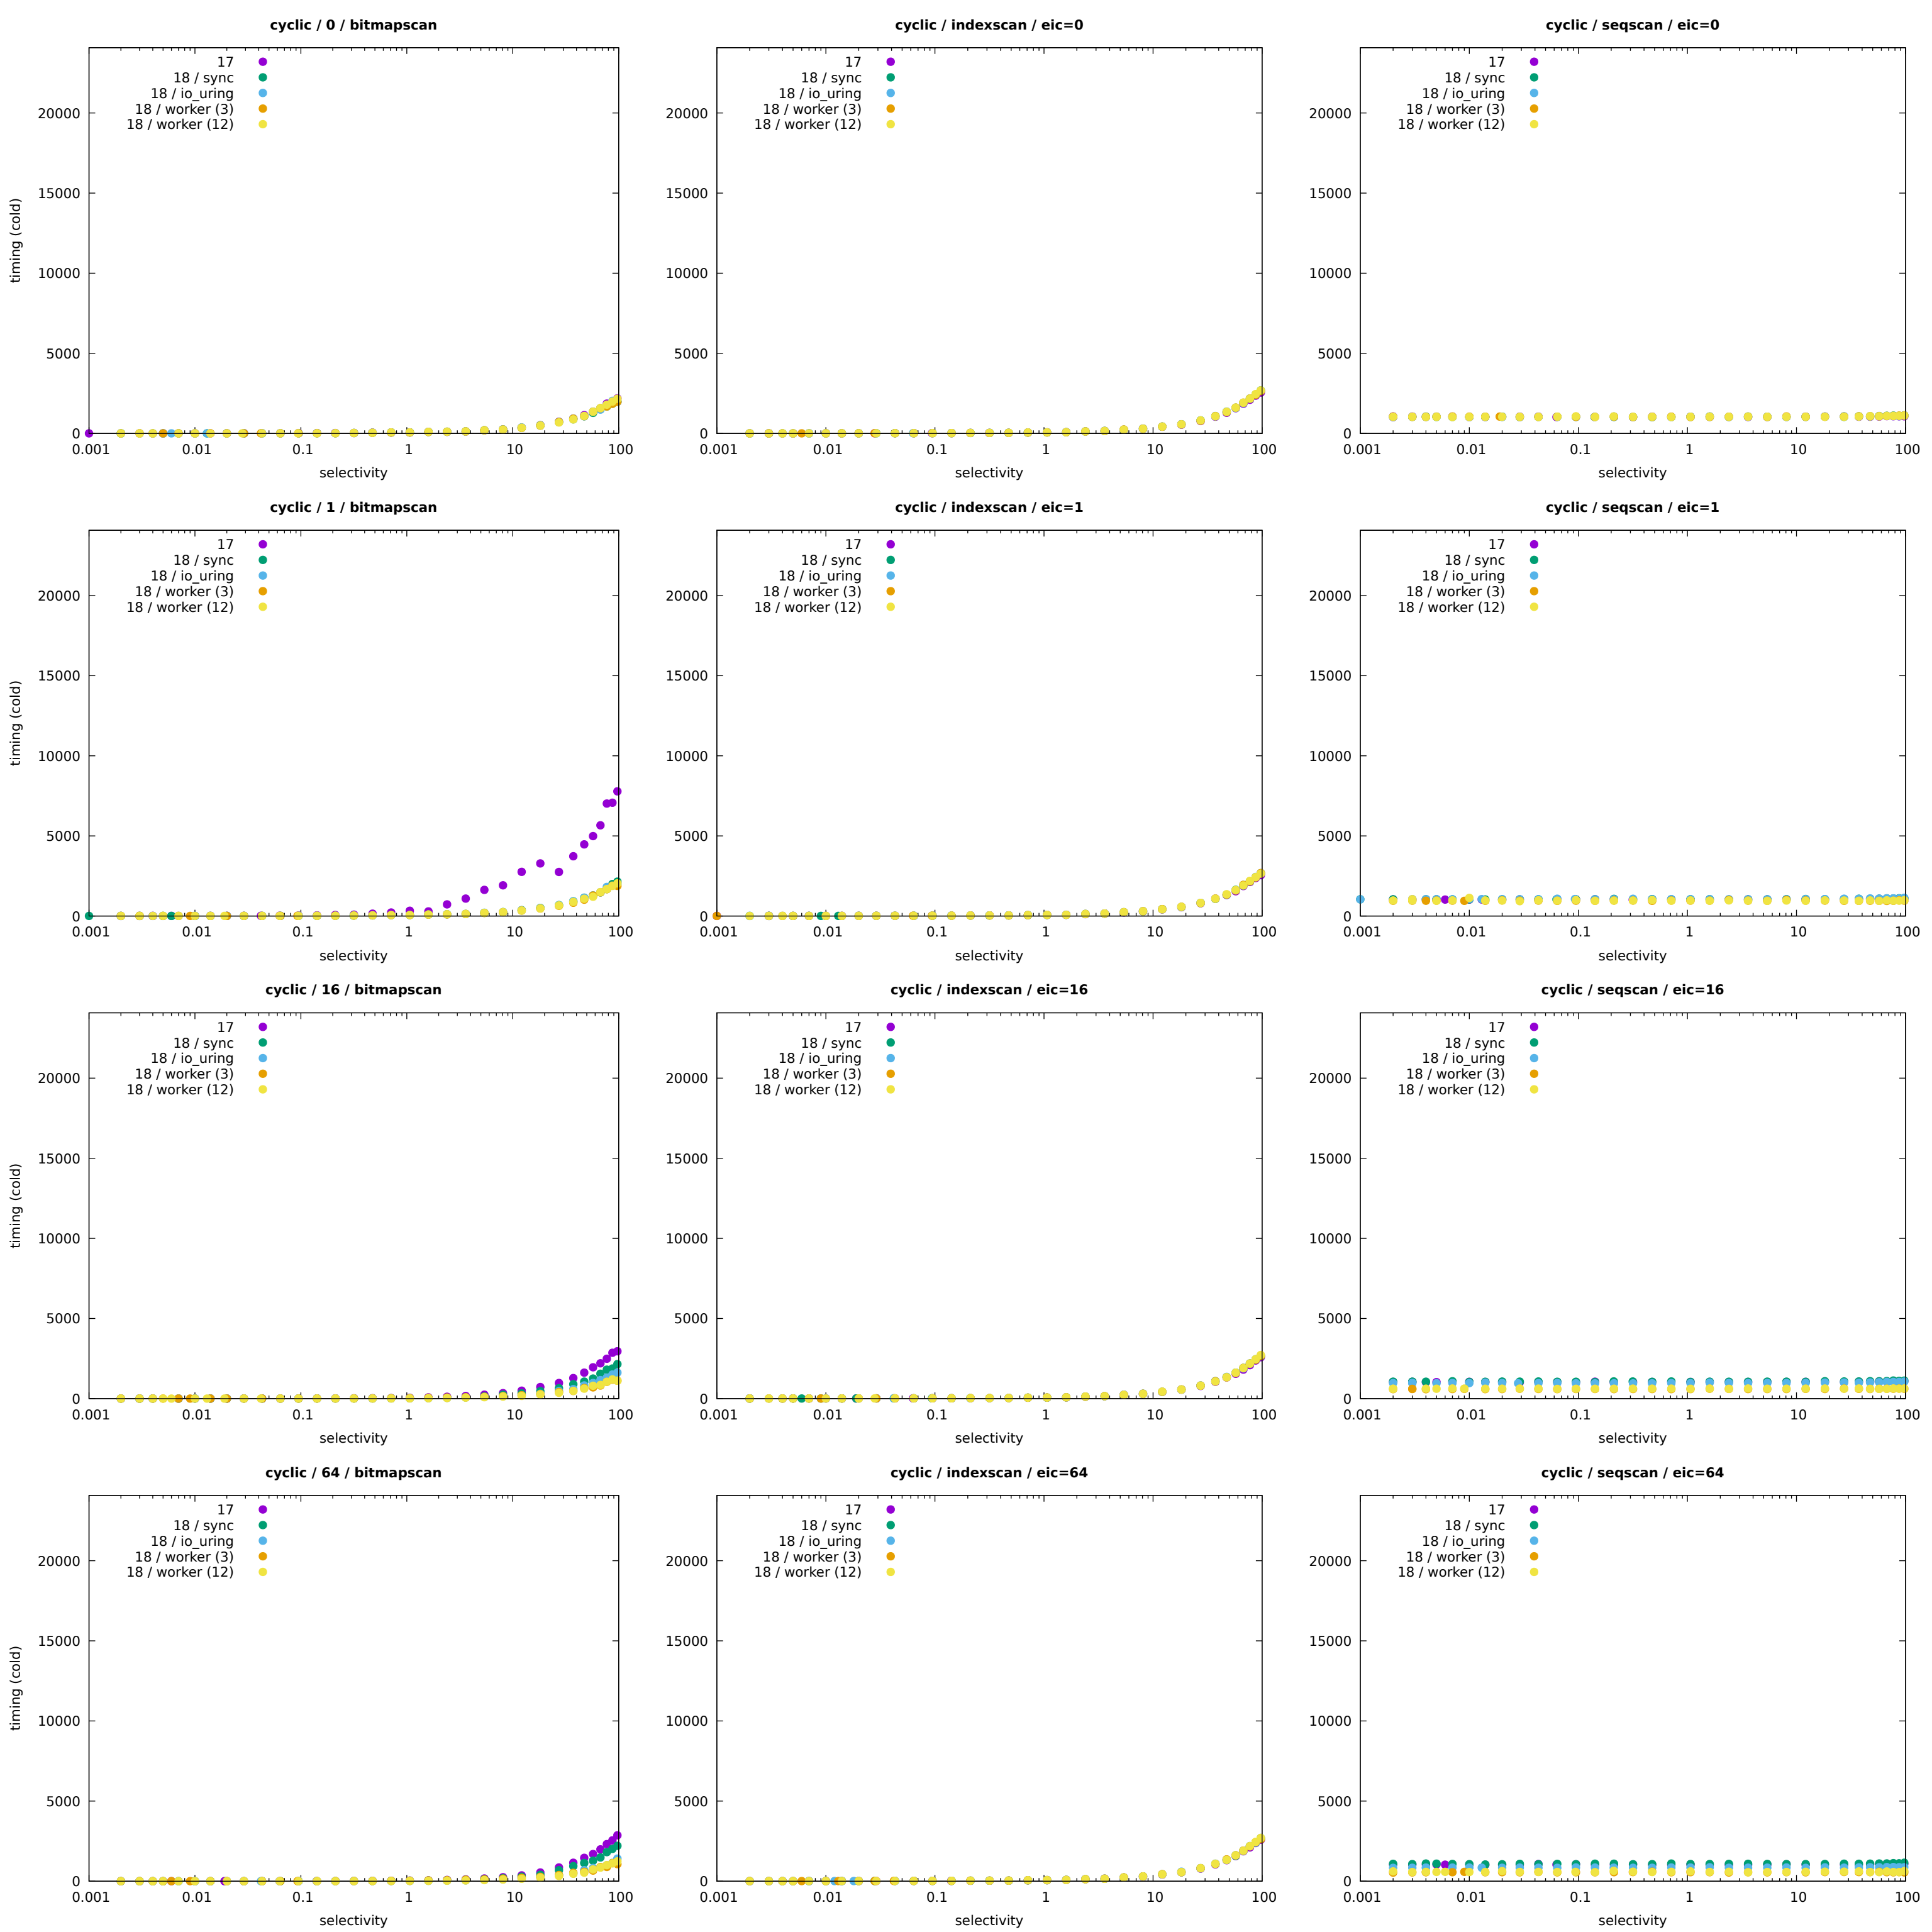 cyclic / 0 / bitmapscan
17
18 / sync
18 / io_uring
18 / worker (3)
18 / worker (12)
timing (cold)
20000
15000
10000
5000
0
0.001 0.01 0.1 1 10 100
selectivity
cyclic / indexscan / eic=0
17
18 / sync
18 / io_uring
18 / worker (3)
18 / worker (12)
20000
15000
10000
5000
0
0.001 0.01 0.1 1 10 100
selectivity
cyclic / seqscan / eic=0
17
18 / sync
18 / io_uring
18 / worker (3)
18 / worker (12)
20000
15000
10000
5000
0
0.001 0.01 0.1 1 10 100
selectivity
cyclic / 1 / bitmapscan
17
18 / sync
18 / io_uring
18 / worker (3)
18 / worker (12)
timing (cold)
20000
15000
10000
5000
0
0.001 0.01 0.1 1 10 100
selectivity
cyclic / indexscan / eic=1
17
18 / sync
18 / io_uring
18 / worker (3)
18 / worker (12)
20000
15000
10000
5000
0
0.001 0.01 0.1 1 10 100
selectivity
cyclic / seqscan / eic=1
17
18 / sync
18 / io_uring
18 / worker (3)
18 / worker (12)
20000
15000
10000
5000
0
0.001 0.01 0.1 1 10 100
selectivity
cyclic / 16 / bitmapscan
17
18 / sync
18 / io_uring
18 / worker (3)
18 / worker (12)
timing (cold)
20000
15000
10000
5000
0
0.001 0.01 0.1 1 10 100
selectivity
cyclic / indexscan / eic=16
17
18 / sync
18 / io_uring
18 / worker (3)
18 / worker (12)
20000
15000
10000
5000
0
0.001 0.01 0.1 1 10 100
selectivity
cyclic / seqscan / eic=16
17
18 / sync
18 / io_uring
18 / worker (3)
18 / worker (12)
20000
15000
10000
5000
0
0.001 0.01 0.1 1 10 100
selectivity
cyclic / 64 / bitmapscan
17
18 / sync
18 / io_uring
18 / worker (3)
18 / worker (12)
timing (cold)
20000
15000
10000
5000
0
0.001 0.01 0.1 1 10 100
selectivity
cyclic / indexscan / eic=64
17
18 / sync
18 / io_uring
18 / worker (3)
18 / worker (12)
20000
15000
10000
5000
0
0.001 0.01 0.1 1 10 100
selectivity
cyclic / seqscan / eic=64
17
18 / sync
18 / io_uring
18 / worker (3)
18 / worker (12)
20000
15000
10000
5000
0
0.001 0.01 0.1 1 10 100
selectivity